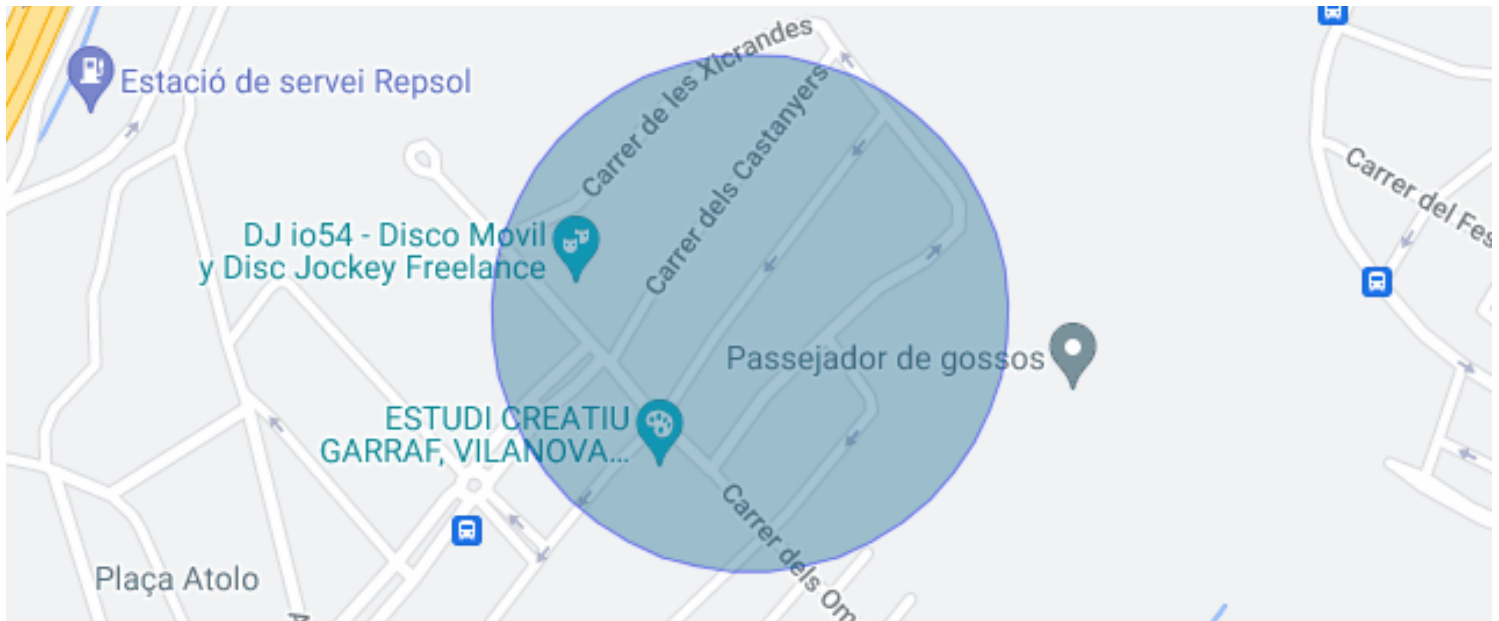 Carrer de les Xicrandes
Estació de servei Repsol
Carrer dels Castanyers
Carrer del Fes
DJ io54 - Disco Movil
y Disc Jockey Freelance
Passejador de gossos
ESTUDI CREATIU
GARRAF, VILANOVA...
Carrer dels Om
Plaça Atolo
A